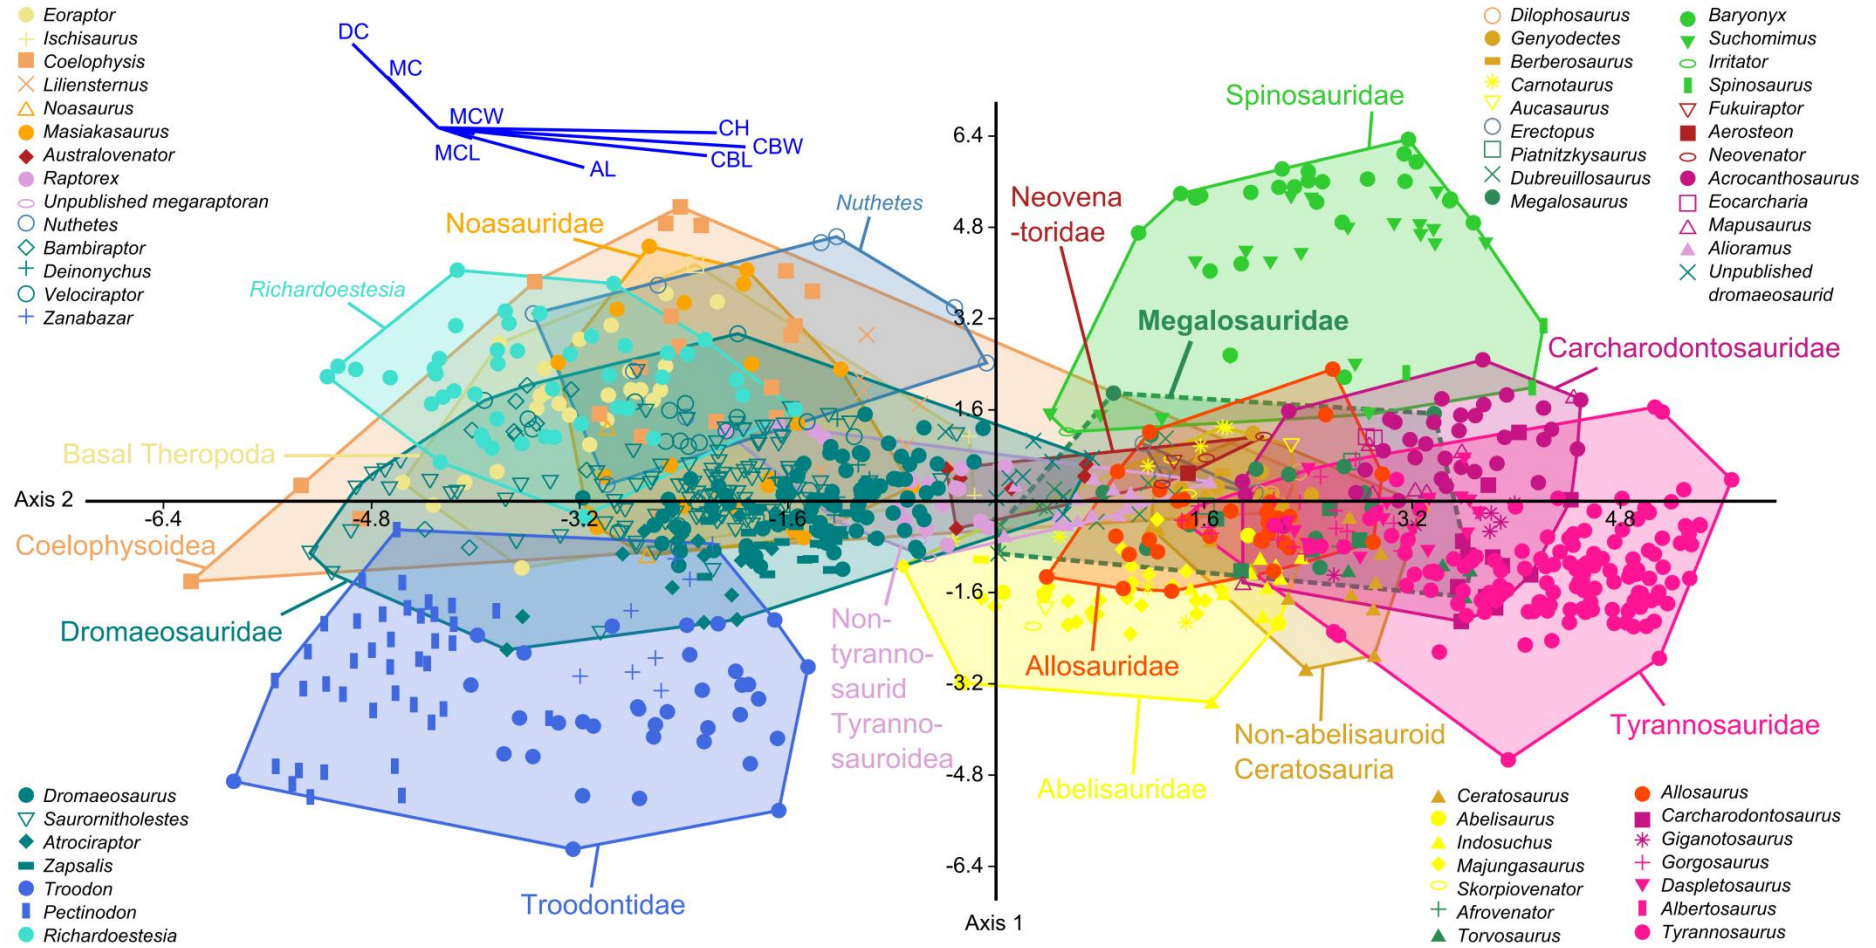 Eoraptor
Ischisaurus
Coelophysis
Liliensternus
Noasaurus
Masiakasaurus
Australovenator
Raptorex
Unpublished megaraptoran
Nuthetes
Bambiraptor
Deinonychus
Velociraptor
Zanabazar
DC
MC
MCW
MCL
CH
CBW
CBL
AL
Dilophosaurus
Genyodectes
Berberosaurus
Carnotaurus
Aucasaurus
Erectopus
Piatnitzkysaurus
Dubreuillosaurus
Megalosaurus
Baryonyx
Suchomimus
Irritator
Spinosaurus
Fukuiraptor
Aerosteon
Neovenator
Acrocanthosaurus
Eocarcharia
Mapusaurus
Alioramus
Unpublished
dromaeosaurid
Spinosauridae
Neovena
-toridae
Nuthetes
Noasauridae
Richardoestesia
Megalosauridae
Carcharodontosauridae
Basal Theropoda
Coelophysoidea
Dromaeosauridae
Non-
tyranno-
saurid
Tyranno-
sauroidea
Allosauridae
Abelisauridae
Non-abelisauroid
Ceratosauria
Tyrannosauridae
Troodontidae
Axis 2
-6.4
-4.8
-3.2
-1.6
1.6
3.2
4.8
6.4
4.8
3.2
1.6
-1.6
-3.2
-4.8
-6.4
Axis 1
Dromaeosaurus
Saurornitholestes
Atrociraptor
Zapsalis
Troodon
Pectinodon
Richardoestesia
Ceratosaurus
Abelisaurus
Indosuchus
Majungasaurus
Skorpiovenator
Afrovenator
Torvosaurus
Allosaurus
Carcharodontosaurus
Giganotosaurus
Gorgosaurus
Daspletosaurus
Albertosaurus
Tyrannosaurus